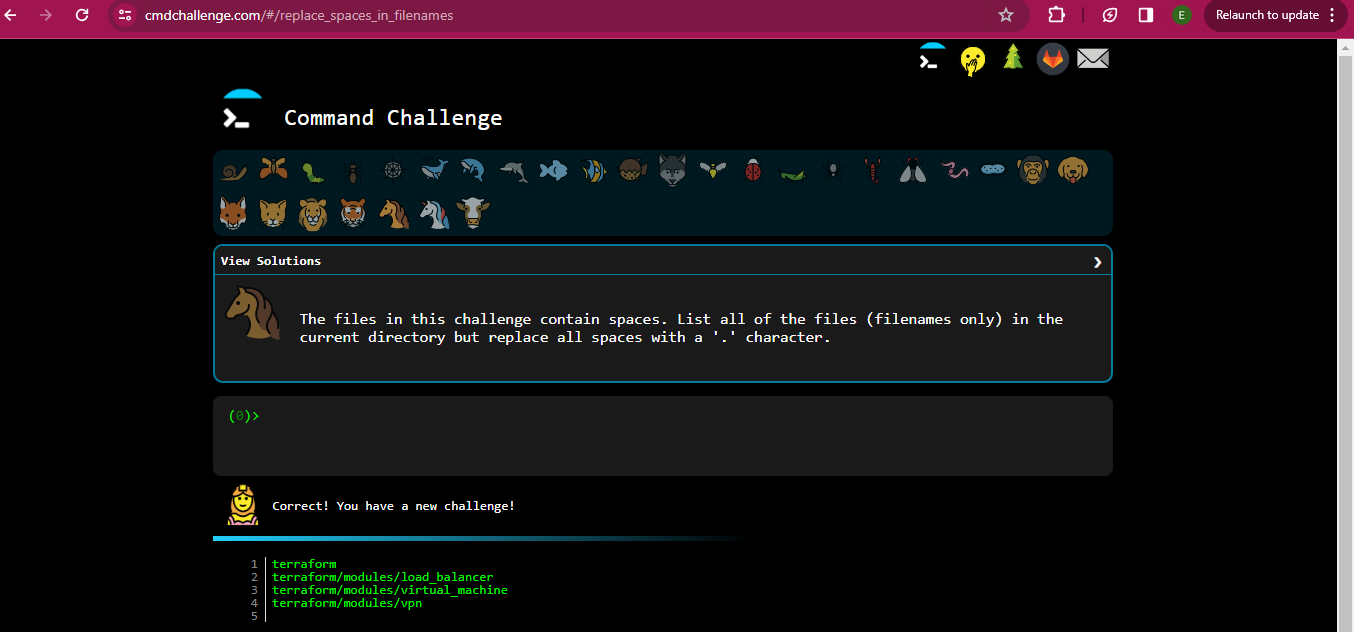 cmdchallenge.com/#/replace_spaces_in_filenames
E
Relaunch to update
Command Challenge
View Solutions
The files in this challenge contain spaces. List all of the files (filenames only) in the
current directory but replace all spaces with a '.' character.
(0)>
Correct! You have a new challenge!
1 terraform
2 terraform/modules/load_balancer
3 terraform/modules/virtual_machine
4 terraform/modules/vpn
5